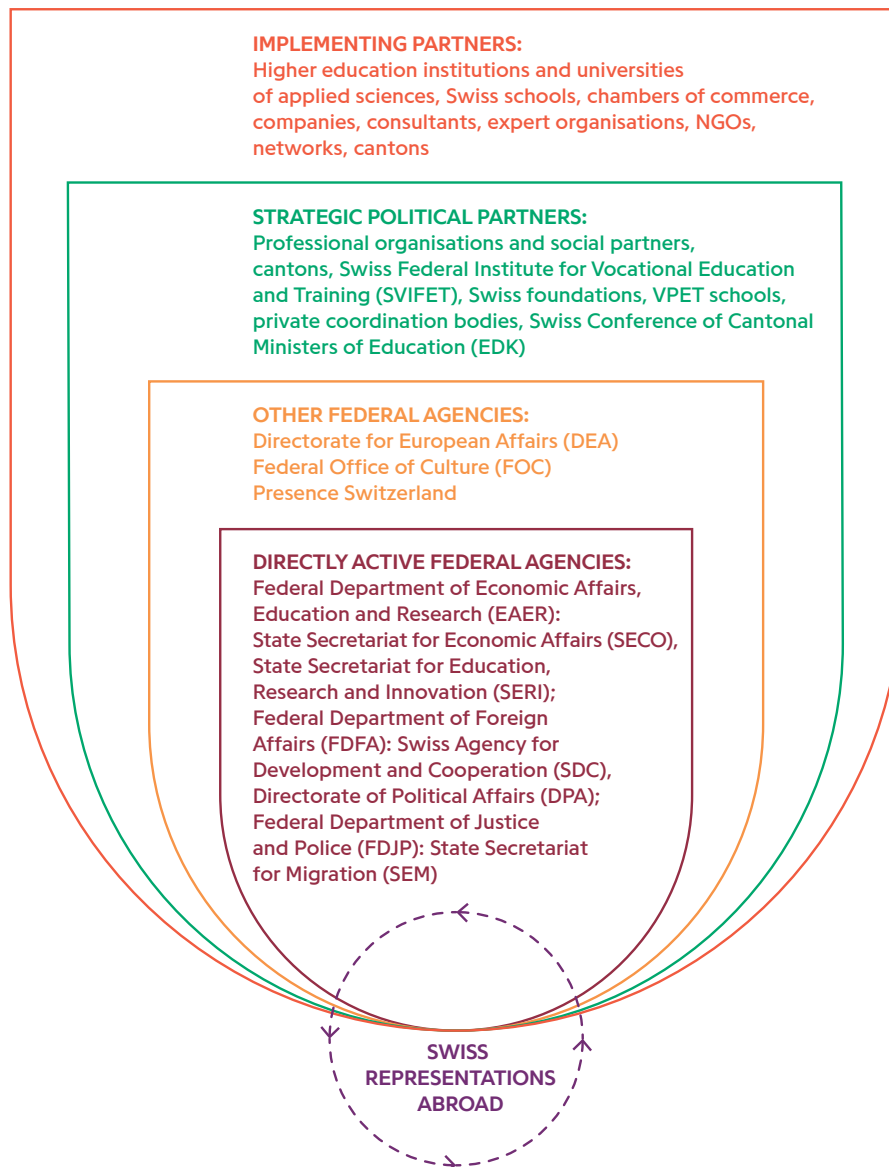 IMPLEMENTING PARTNERS:
Higher education institutions and universities
of applied sciences, Swiss schools, chambers of commerce,
companies, consultants, expert organisations, NGOs,
networks, cantons
STRATEGIC POLITICAL PARTNERS:
Professional organisations and social partners,
cantons, Swiss Federal Institute for Vocational Education
and Training (SVIFET), Swiss foundations, VPET schools,
private coordination bodies, Swiss Conference of Cantonal
Ministers of Education (EDK)
OTHER FEDERAL AGENCIES:
Directorate for European Affairs (DEA)
Federal Office of Culture (FOC)
Presence Switzerland
DIRECTLY ACTIVE FEDERAL AGENCIES:
Federal Department of Economic Affairs,
Education and Research (EAER):
State Secretariat for Economic Affairs (SECO),
State Secretariat for Education,
Research and Innovation (SERI);
Federal Department of Foreign
Affairs (FDFA): Swiss Agency for
Development and Cooperation (SDC),
Directorate of Political Affairs (DPA);
Federal Department of Justice
and Police (FDJP): State Secretariat
for Migration (SEM)
SWISS
REPRESENTATIONS
ABROAD